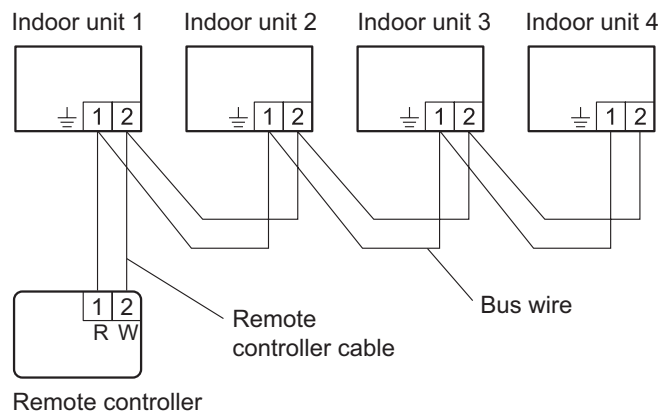 Indoor unit 1 Indoor unit 2 Indoor unit 3 Indoor unit 4
1 2 1 2 1 2 1 2
1 2
R W
Remote
controller cable
Bus wire
Remote controller